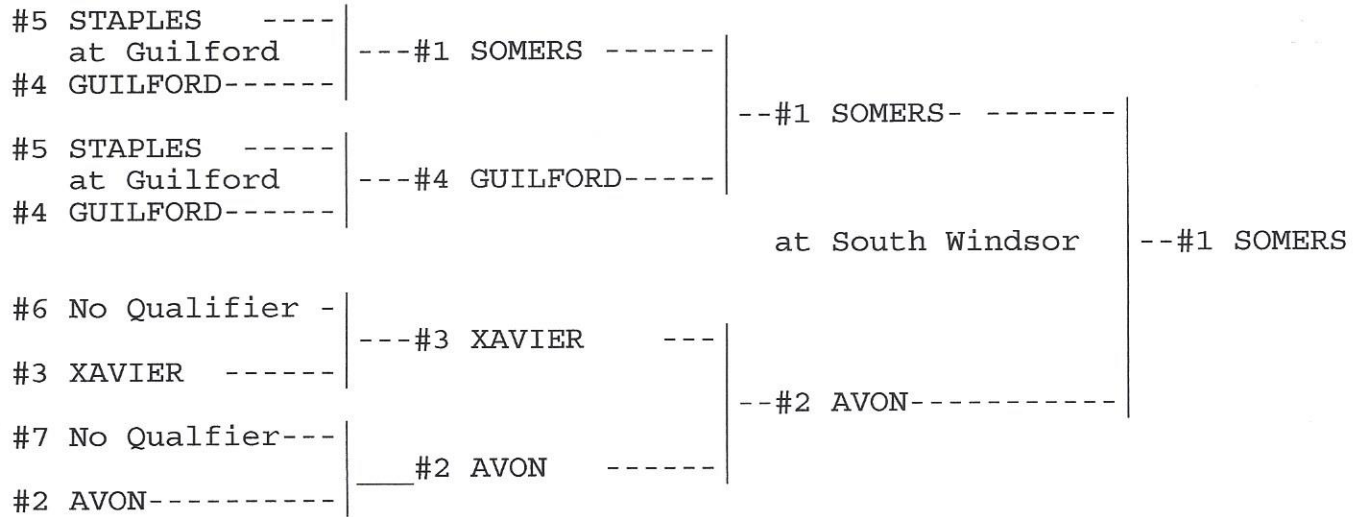 #5 STAPLES ----
at Guilford ---#1 SOMERS ------
#4 GUILFORD------
--#1 SOMERS- -------
#5 STAPLES -----
at Guilford ---#4 GUILFORD-----
#4 GUILFORD------
at South Windsor --#1 SOMERS
#6 No Qualifier -
---#3 XAVIER ---
#3 XAVIER ------
--#2 AVON-----------
#7 No Qualfier---
___#2 AVON ------
#2 AVON----------